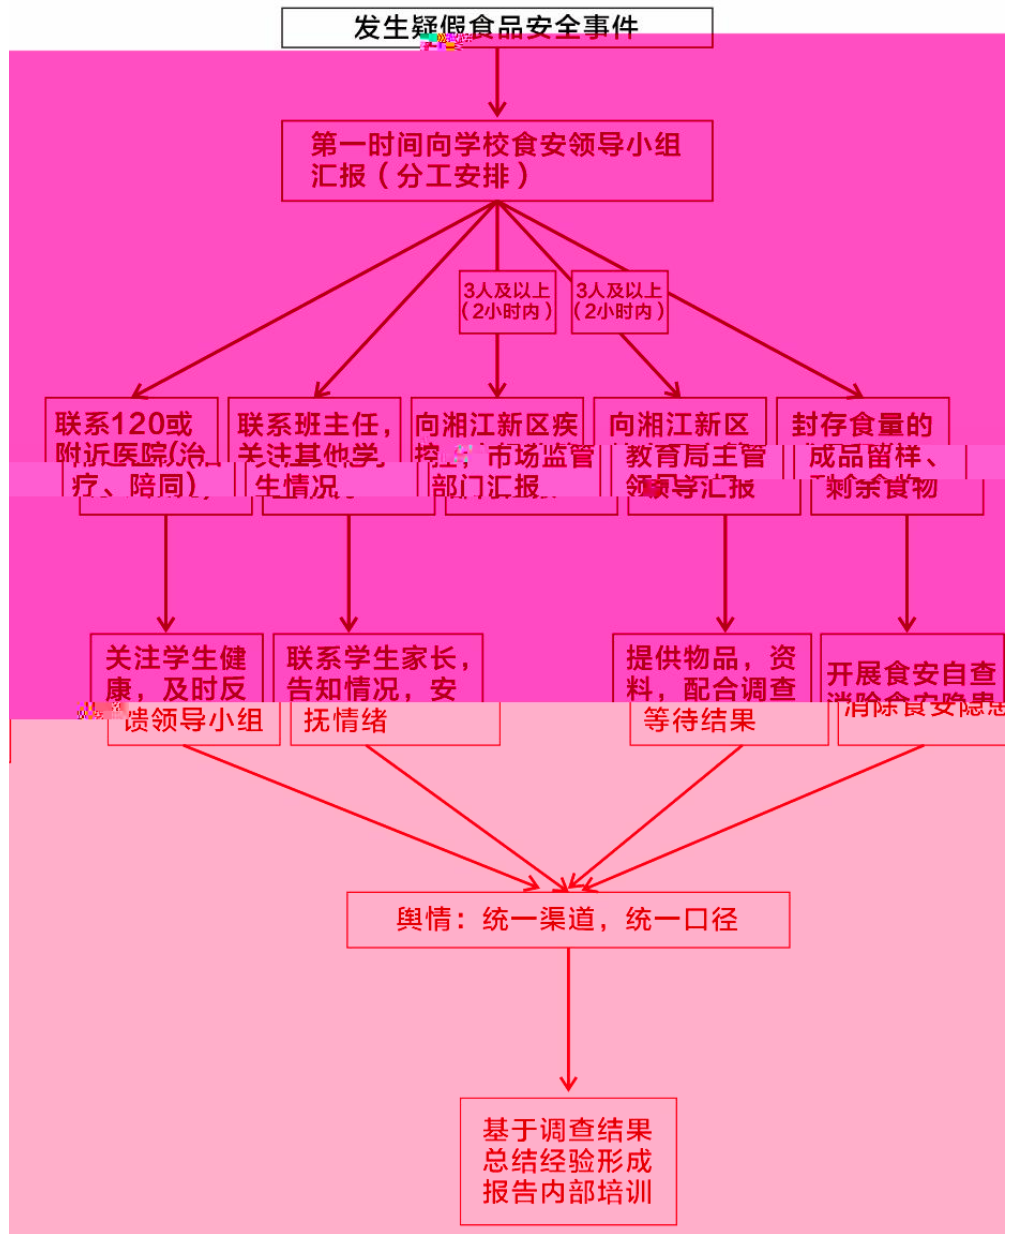 发生疑假食品安全事件
第一时间向学校食安领导小组
汇报（分工安排）
3人及以上
（2小时内）
3人及以上
（2小时内）
联系120或
附近医院(治
疗、陪同)
联系班主任，
关注其他学
生情况
向湘江新区疾
控 市场监管
部门汇报
向湘江新区
教育局主管
领导汇报
封存食量的
成品留样、
剩余食物
关注学生健
康，及时反
馈领导小组
联系学生家长，
告知情况，安
抚情绪
提供物品，资
料，配合调查
等待结果
开展食安自查
消除食安隐患
舆情：统一渠道，统一口径
基于调查结果
总结经验形成
报告内部培训